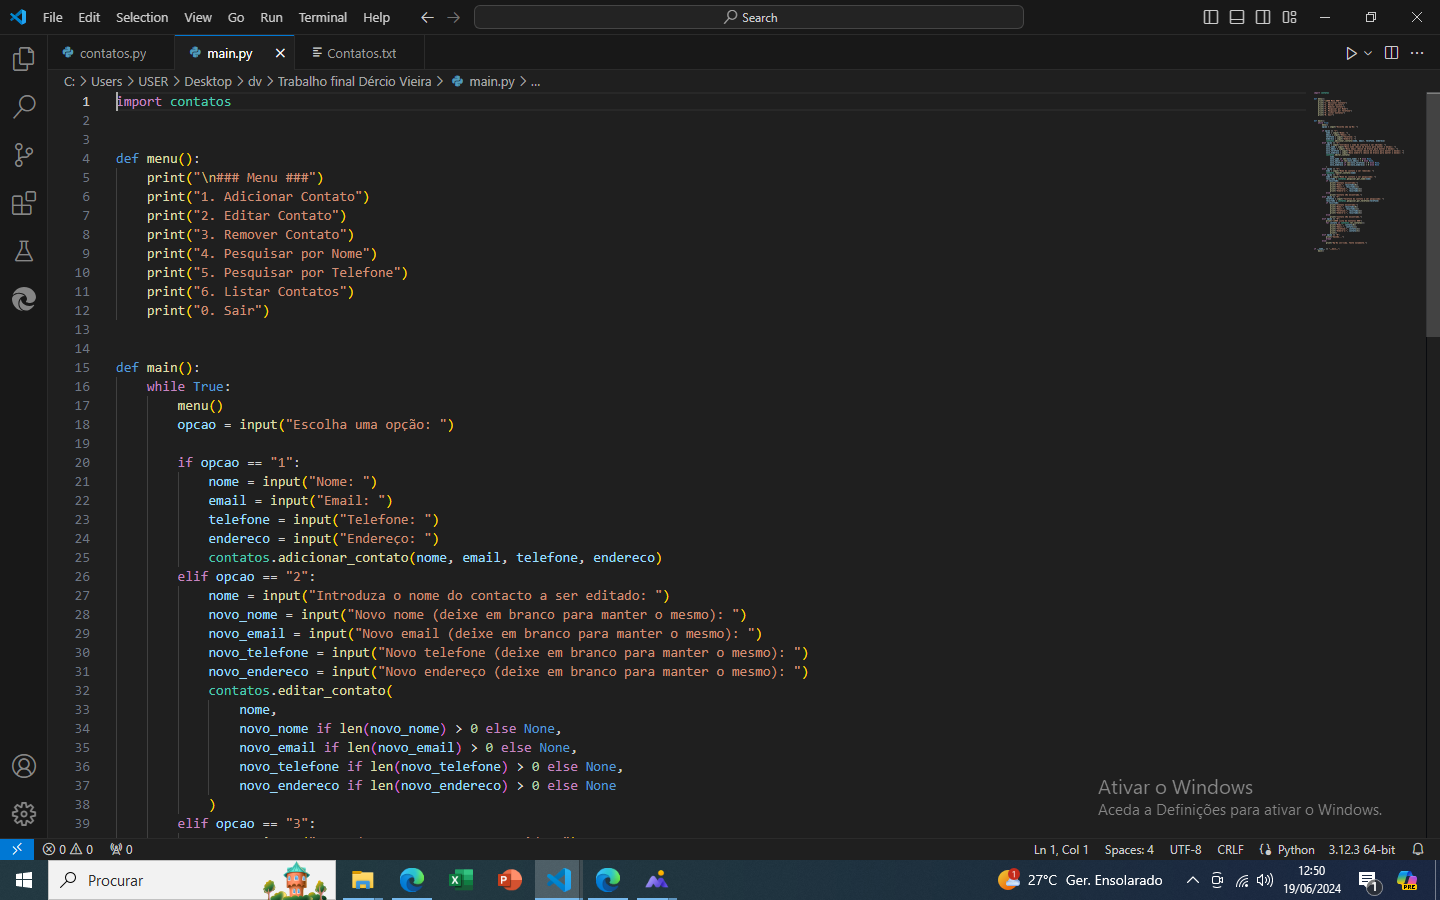 File Edit Selection View Go Run Terminal Help
Search
contatos.py
main.py
Contatos.txt
C: > Users > USER > Desktop > dv > Trabalho final Dércio Vieira > main.py > ...
1 import contatos
2
3
4 def menu():
5     print("\n### Menu ###")
6     print("1. Adicionar Contato")
7     print("2. Editar Contato")
8     print("3. Remover Contato")
9     print("4. Pesquisar por Nome")
10     print("5. Pesquisar por Telefone")
11     print("6. Listar Contatos")
12     print("0. Sair")
13
14
15 def main():
16     while True:
17         menu()
18         opcao = input("Escolha uma opção: ")
19
20         if opcao == "1":
21             nome = input("Nome: ")
22             email = input("Email: ")
23             telefone = input("Telefone: ")
24             endereco = input("Endereço: ")
25             contatos.adicionar_contato(nome, email, telefone, endereco)
26         elif opcao == "2":
27             nome = input("Introduza o nome do contacto a ser editado: ")
28             novo_nome = input("Novo nome (deixe em branco para manter o mesmo): ")
29             novo_email = input("Novo email (deixe em branco para manter o mesmo): ")
30             novo_telefone = input("Novo telefone (deixe em branco para manter o mesmo): ")
31             novo_endereco = input("Novo endereço (deixe em branco para manter o mesmo): ")
32             contatos.editar_contato(
33                 nome,
34                 novo_nome if len(novo_nome) > 0 else None,
35                 novo_email if len(novo_email) > 0 else None,
36                 novo_telefone if len(novo_telefone) > 0 else None,
37                 novo_endereco if len(novo_endereco) > 0 else None
38             )
39         elif opcao == "3":
Ativar o Windows
Aceda a Definições para ativar o Windows.
0 0 0
Ln 1, Col 1 Spaces: 4 UTF-8 CRLF Python 3.12.3 64-bit
Procurar
1 27°C Ger. Ensolarado
12:50
19/06/2024
1
PRE